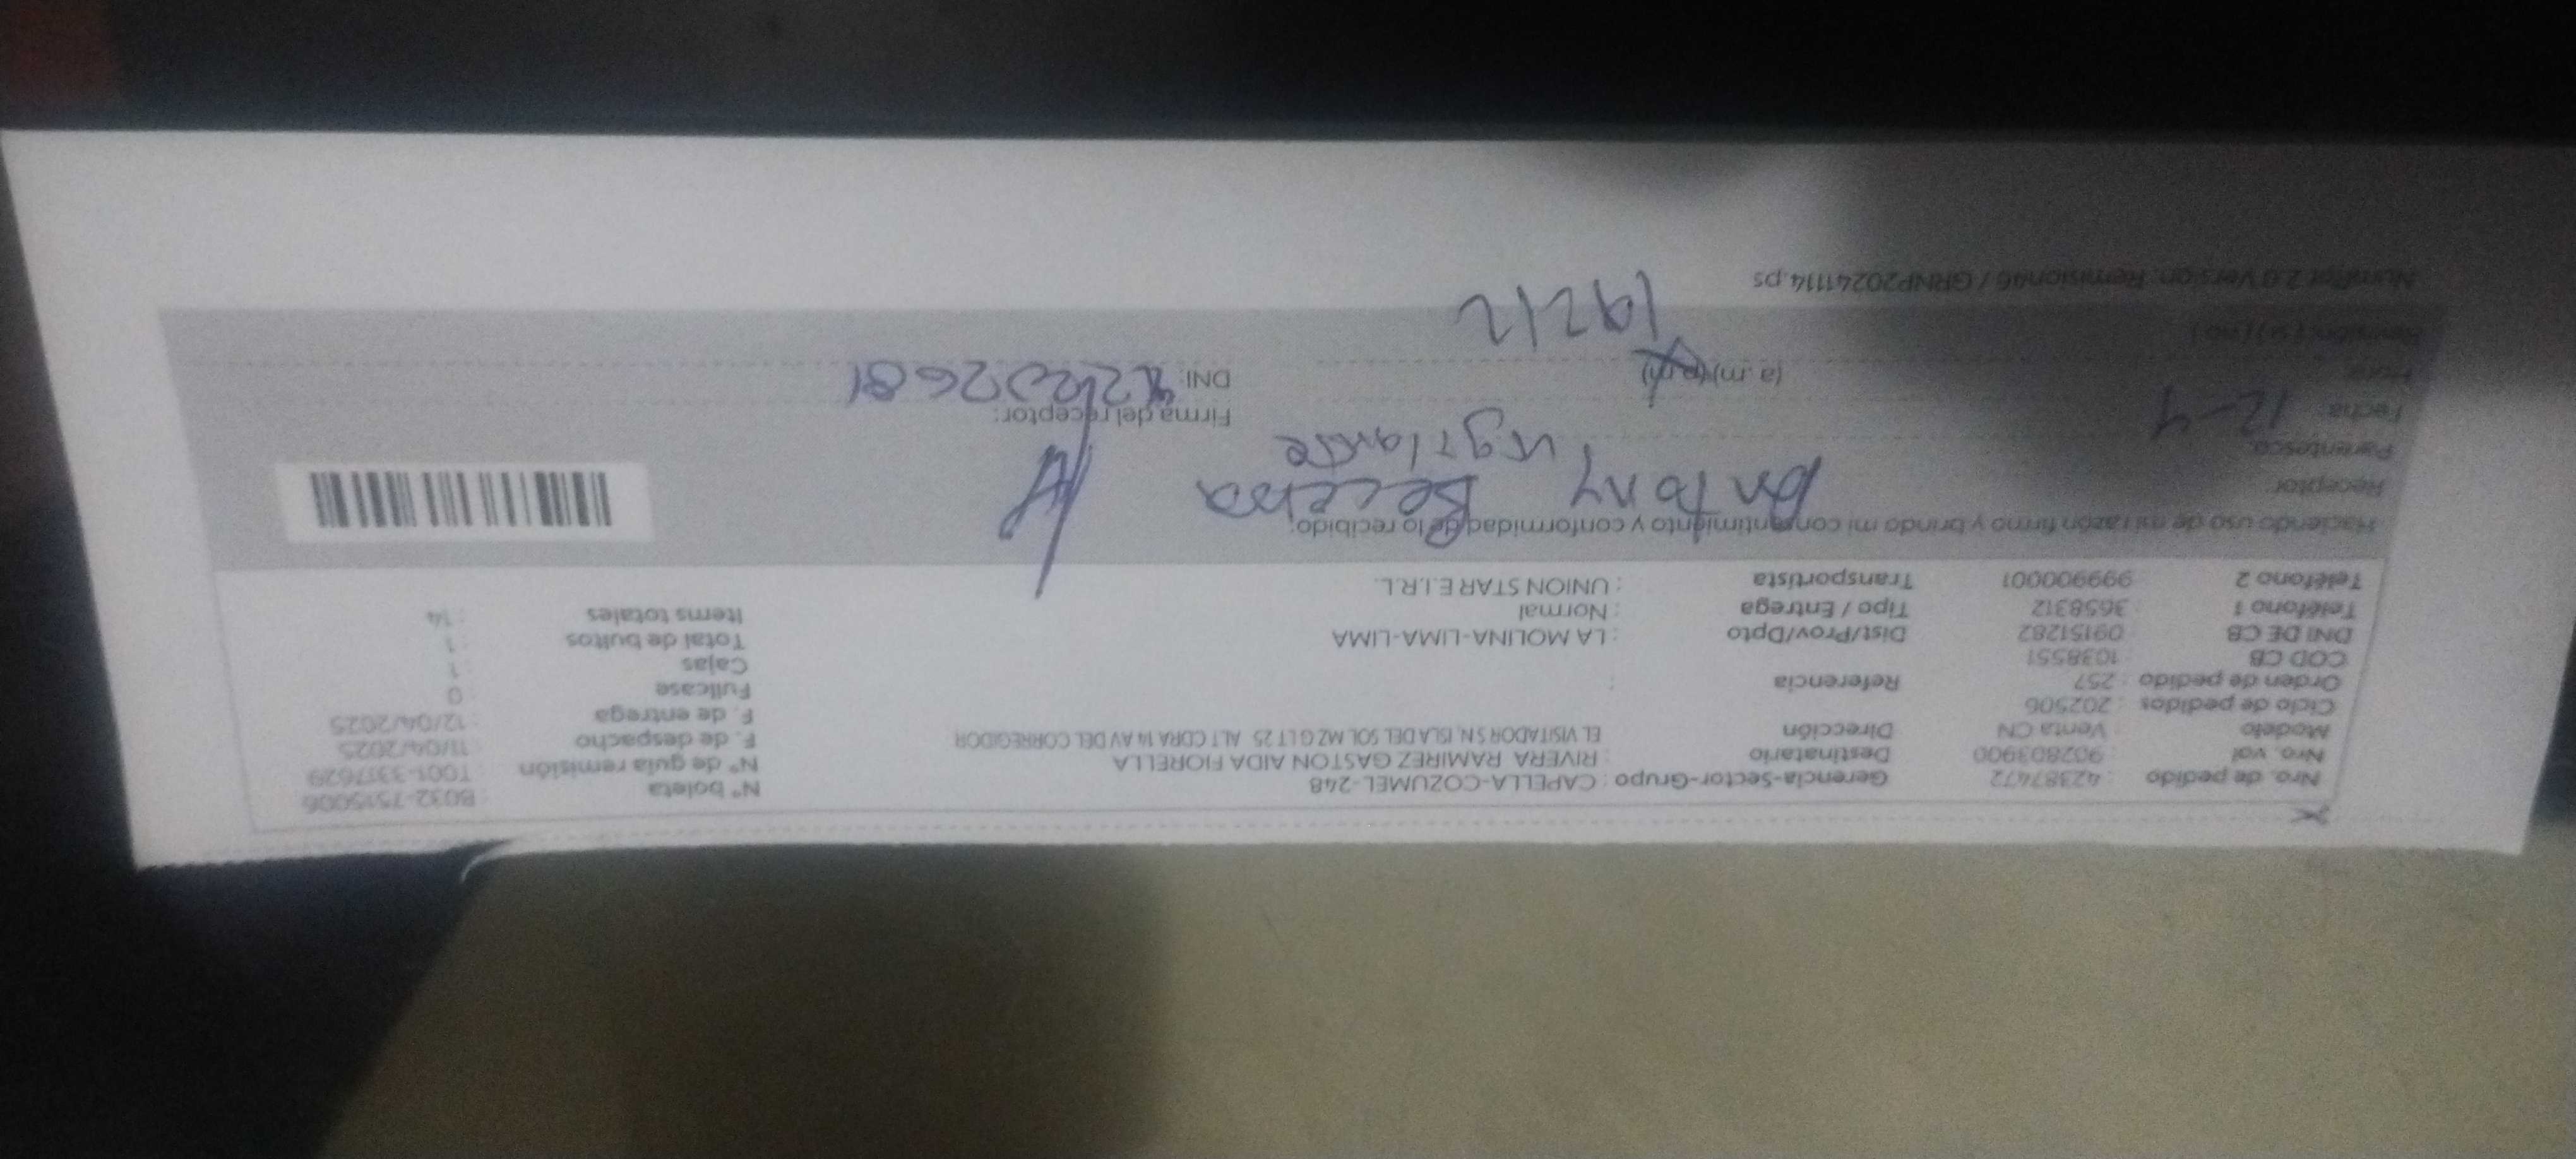 Nro. de pedido : 42387472 Gerencia-Sector-Grupo : CAPELLA-COZUMEL-248 N° boleta : B032-7515006
Nro. val : 902803900 Destinatario : RIVERA RAMIREZ GASTON AIDA FIORELLA N° de guía remisión : T001-3317629
Modelo : Venta CN Dirección EL VISITADOR SN. ISLA DEL SOL MZ G LT 25 ALT CDRA 14 AV DEL CORREGIDOR F. de despacho : 11/04/2025
Ciclo de pedidos : 202506 F. de entrega : 12/04/2025
Orden de pedido : 257 Referencia : Fullcase 0
COD CB : 1038551 Cajas : 1
DNI DE CB : 09151282 Dist/Prov/Dpto : LA MOLINA-LIMA-LIMA Total de bultos : 1
Teléfono 1 : 3658312 Tipo / Entrega : Normal Items totales : 14
Teléfono 2 : 999900001 Transportista : UNION STAR E.I.R.L.
Haciendo uso de mi razón firmo y brindo mi consentimiento y conformidad de lo recibido:
Receptor: Antony Becerra
Parentesco: vigilante
Fecha: 12-4 Firma del receptor:
Hora: (a.m)(p.m) DNI:
19212
/ GRNP20241114.ps